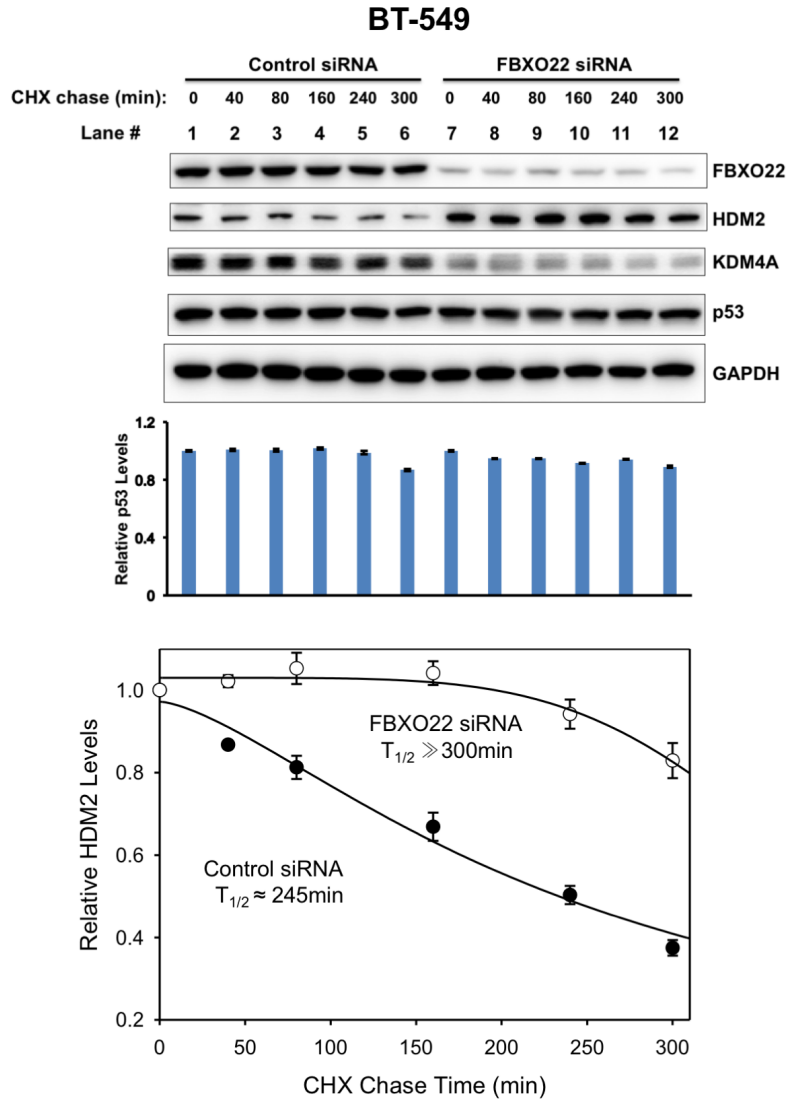 BT-549
Control siRNA FBXO22 siRNA
CHX chase (min): 0 40 80 160 240 300 0 40 80 160 240 300
Lane # 1 2 3 4 5 6 7 8 9 10 11 12
FBXO22
HDM2
KDM4A
p53
GAPDH
Relative p53 Levels
1.2
0.8
0.4
0
Relative HDM2 Levels
1.0
0.8
0.6
0.4
0.2
FBXO22 siRNA
T1/2 ≫300min
Control siRNA
T1/2 ≈ 245min
0 50 100 150 200 250 300
CHX Chase Time (min)